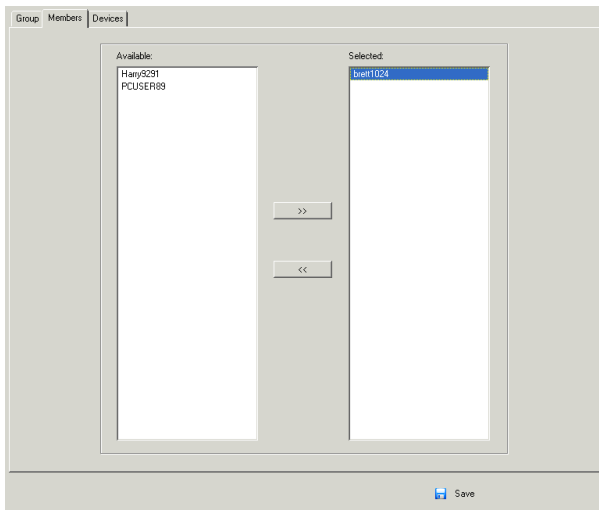 Group Members Devices
Available: Selected:
Harry9291 brett1024
PCUSER89
>>
<<
Save